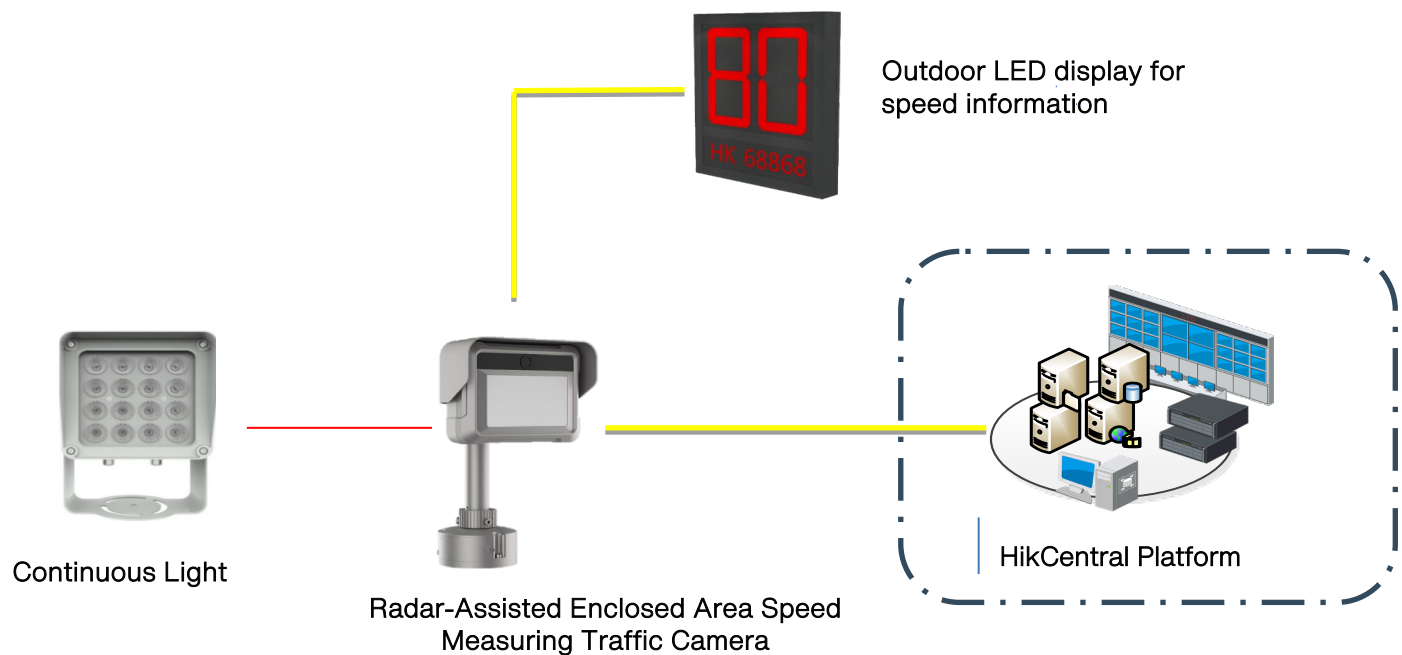 80
HK 68868
Outdoor LED display for
speed information
Continuous Light
Radar-Assisted Enclosed Area Speed
Measuring Traffic Camera
HikCentral Platform